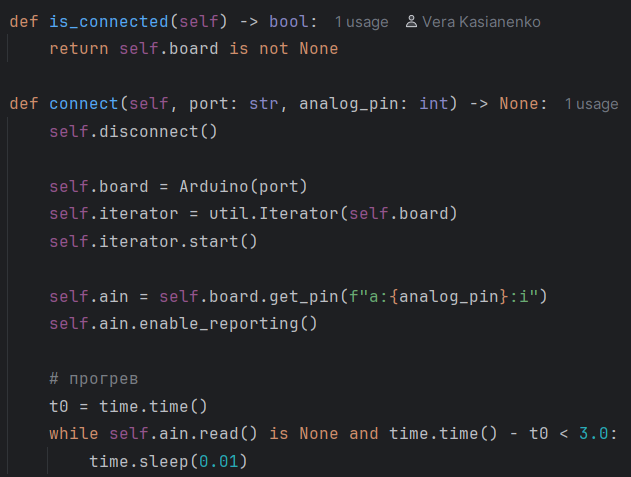 def is_connected(self) -> bool: 1 usage Vera Kasianenko
return self.board is not None
def connect(self, port: str, analog_pin: int) -> None: 1 usage
self.disconnect()
self.board = Arduino(port)
self.iterator = util.Iterator(self.board)
self.iterator.start()
self.ain = self.board.get_pin(f"a:{analog_pin}:i")
self.ain.enable_reporting()
# прогрев
t0 = time.time()
while self.ain.read() is None and time.time() - t0 < 3.0:
time.sleep(0.01)